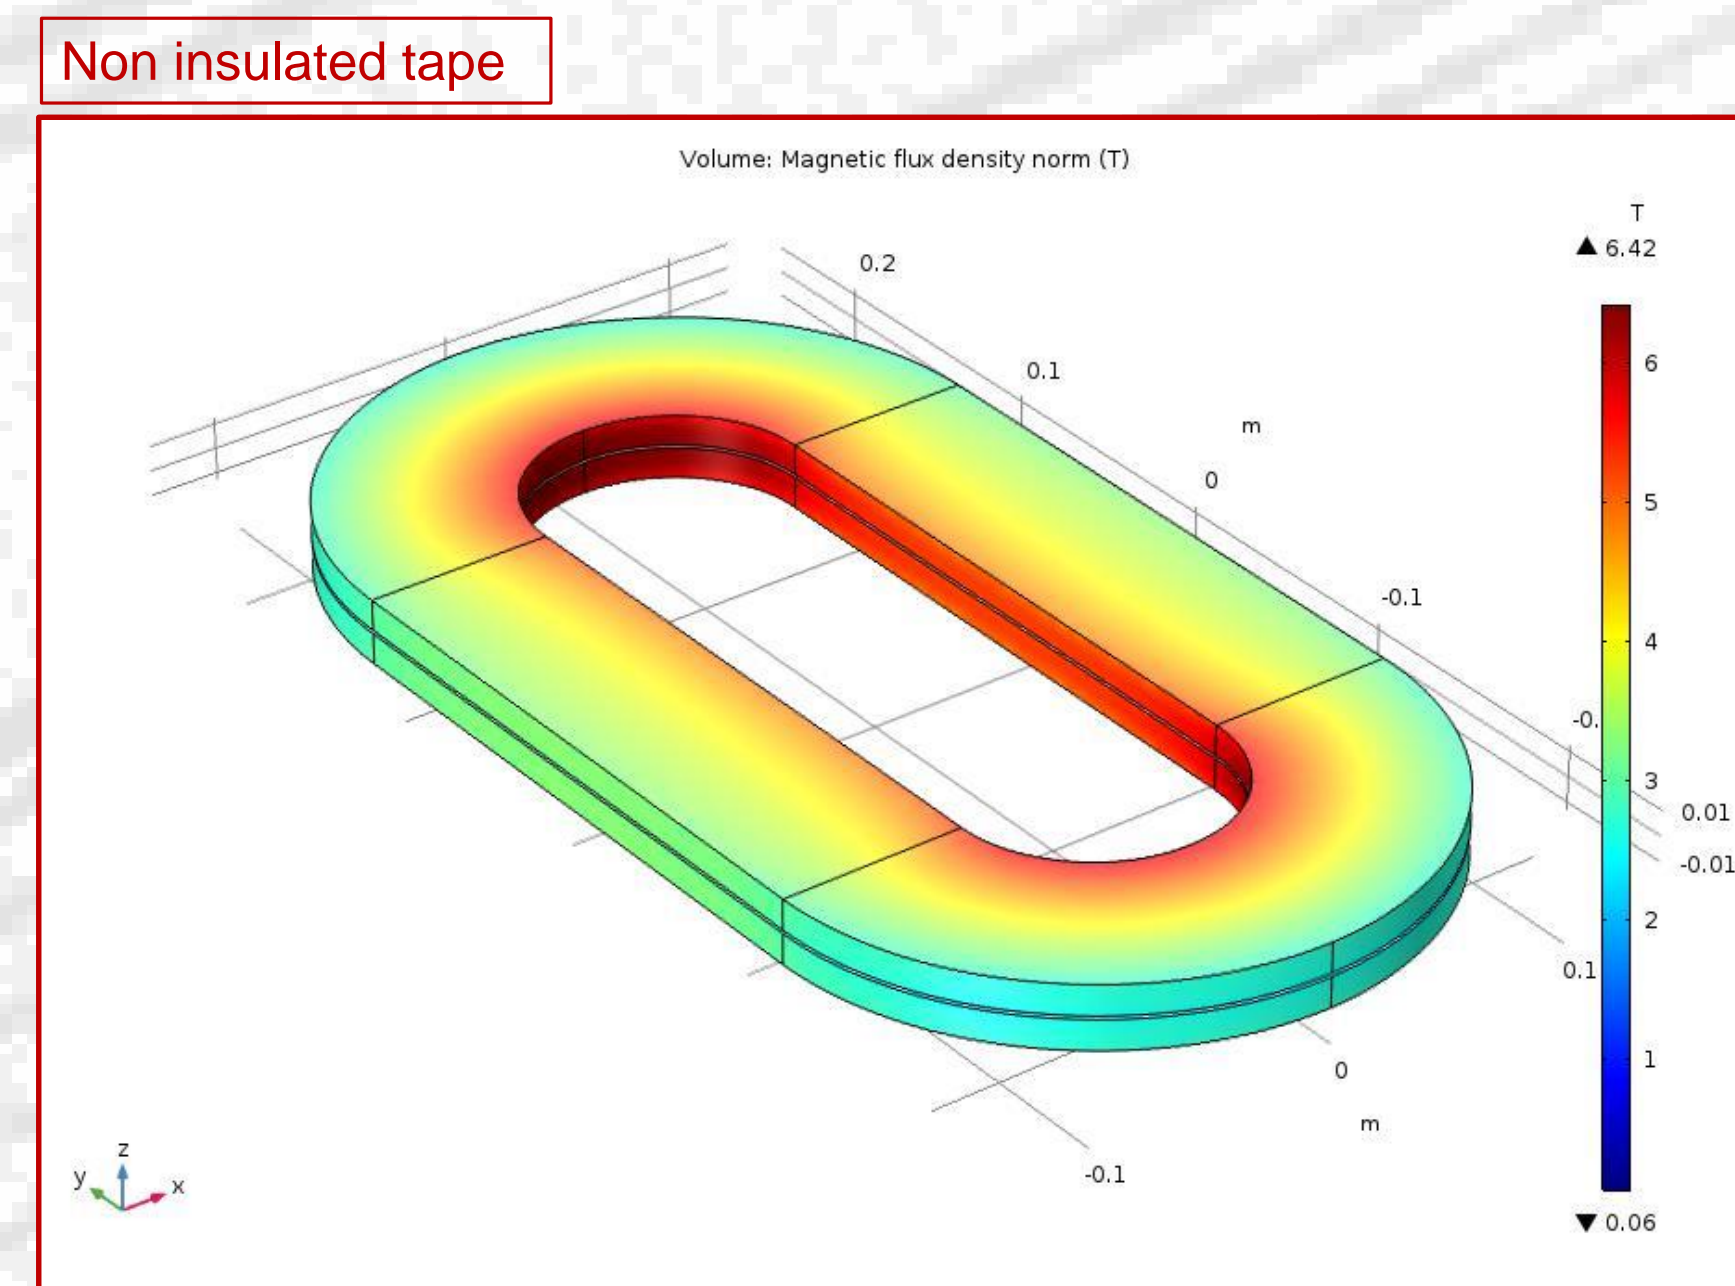 Non insulated tape
Volume: Magnetic flux density norm (T)
T
▲ 6.42
0.2
0.1
m
0
-0.1
-0.
0.01
-0.01
0.1
0
m
-0.1
6
5
4
3
2
1
▼ 0.06
z
y
x